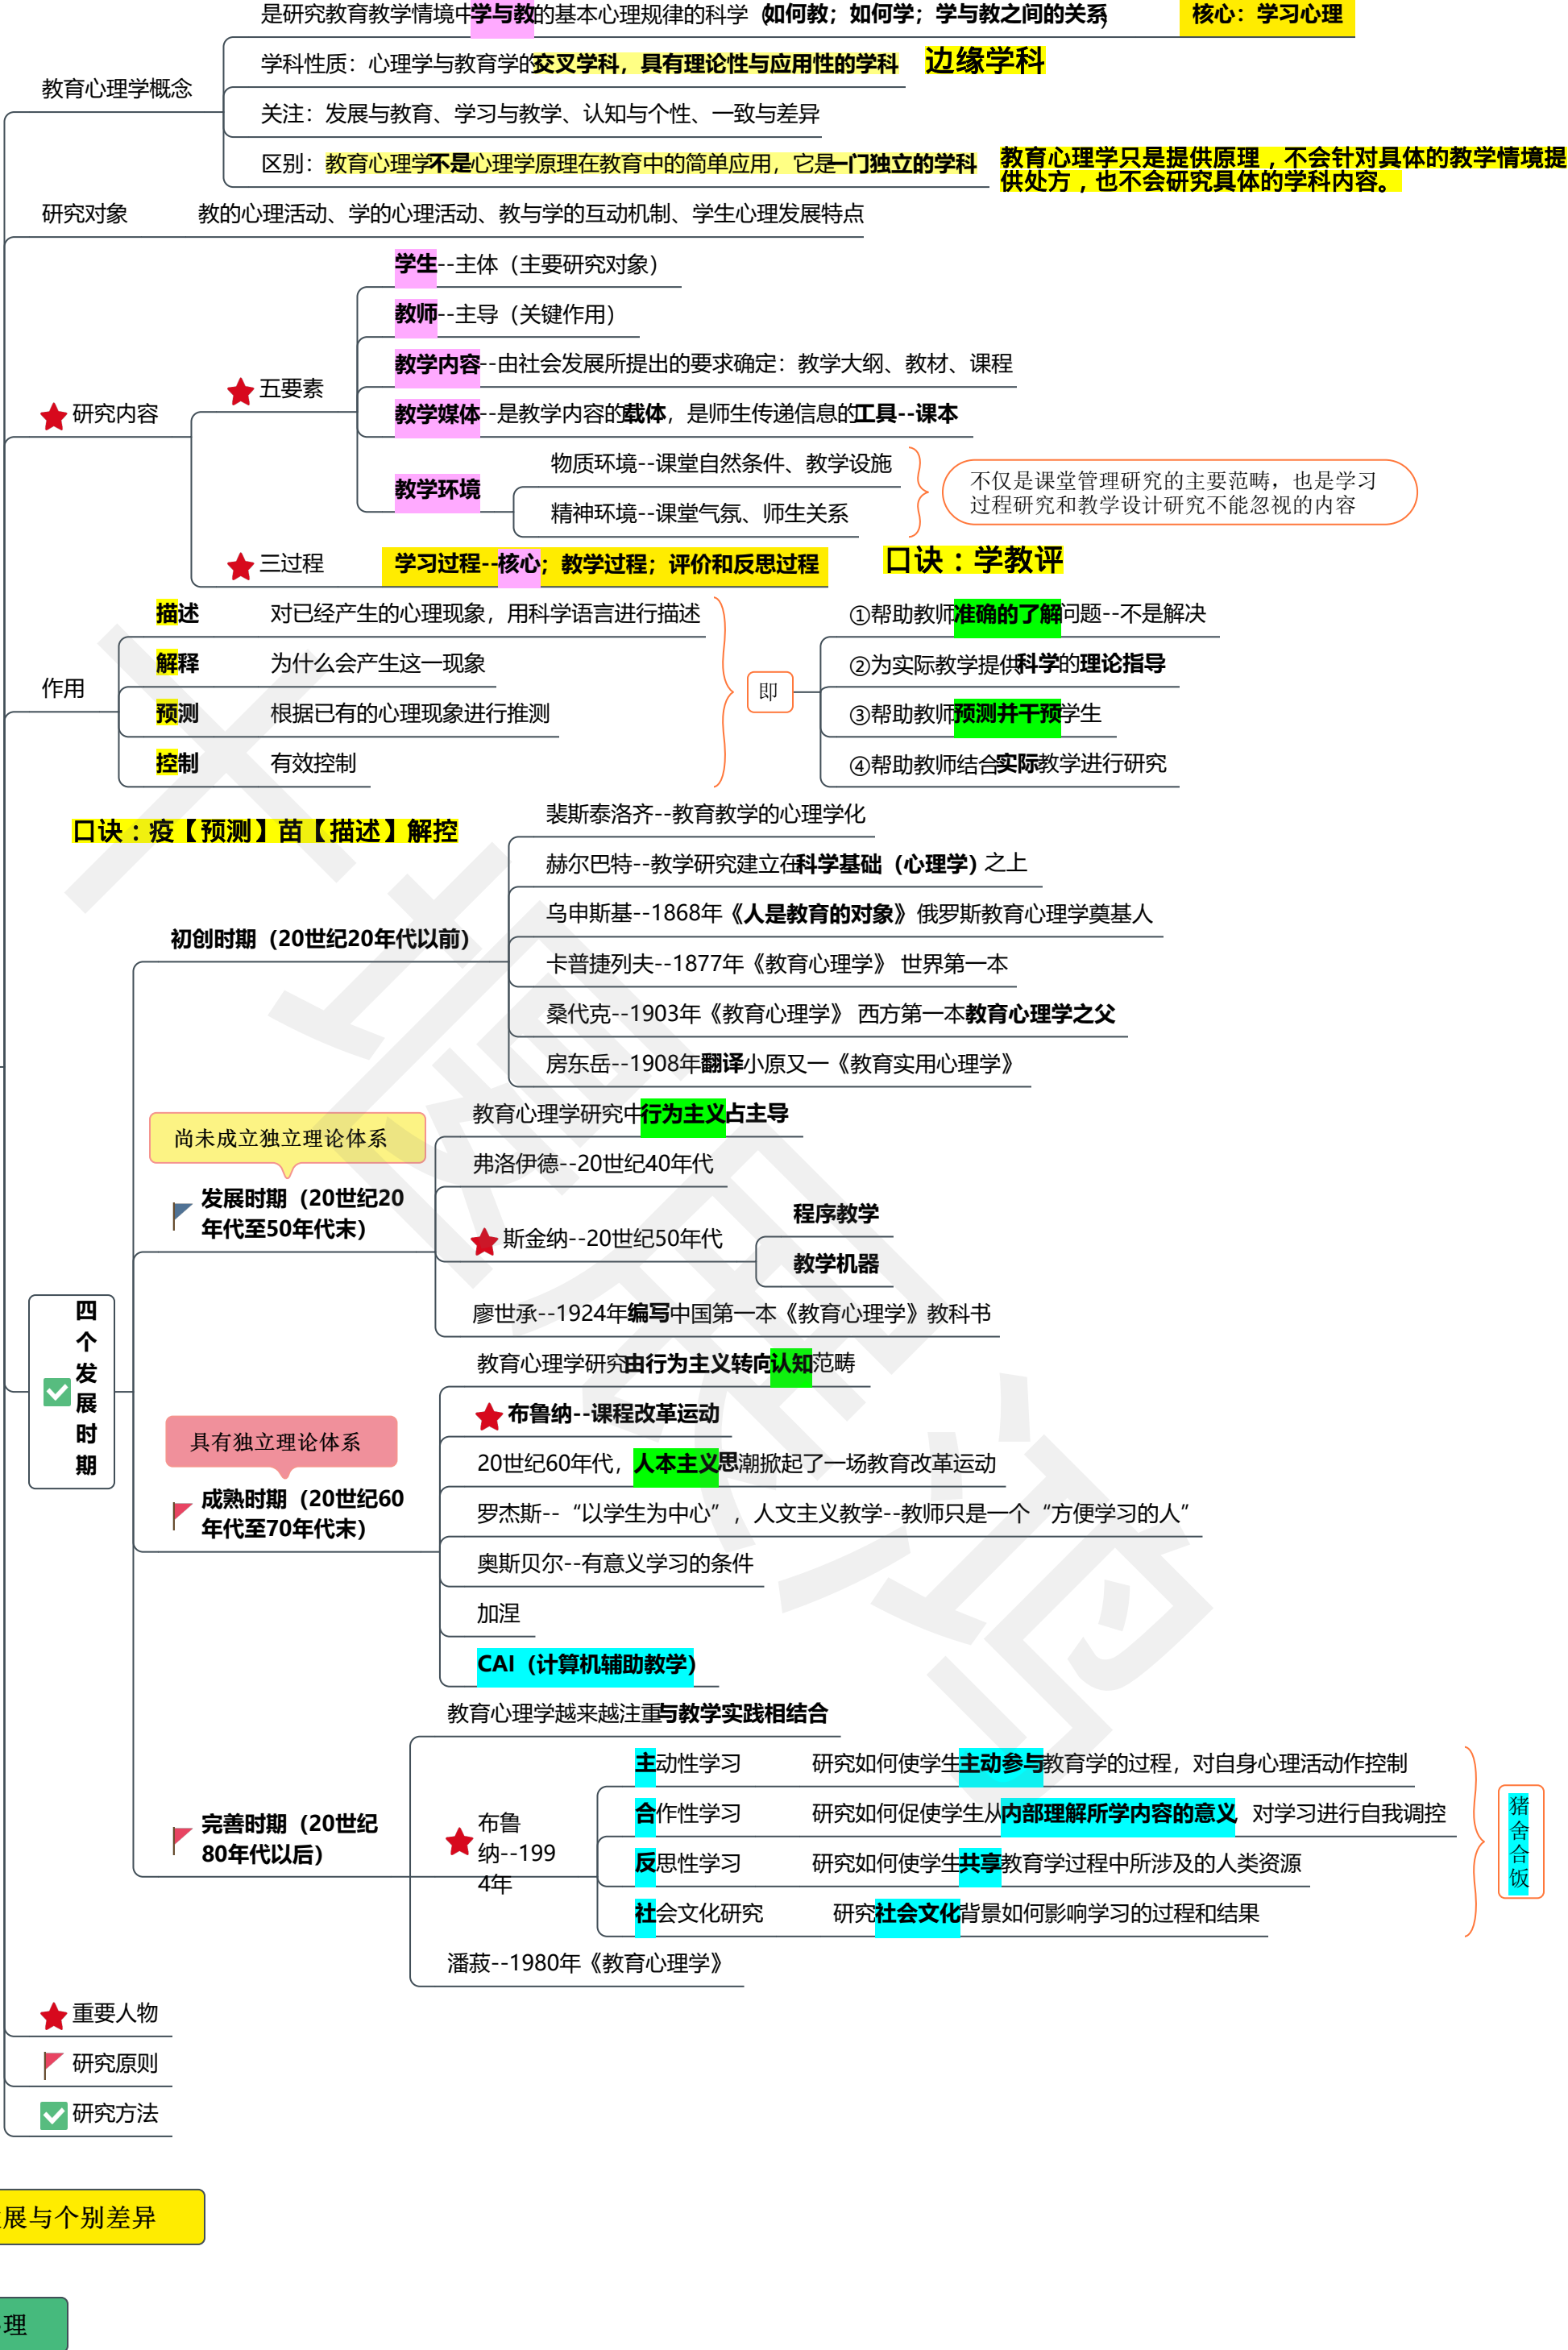 是研究教育教学情境中学与教的基本心理规律的科学（如何教；如何学；学与教之间的关系）
核心：学习心理
教育心理学概念
学科性质：心理学与教育学的交叉学科，具有理论性与应用性的学科
边缘学科
关注：发展与教育、学习与教学、认知与个性、一致与差异
区别：教育心理学不是心理学原理在教育中的简单应用，它是一门独立的学科
教育心理学只是提供原理，不会针对具体的教学情境提
供处方，也不会研究具体的学科内容。
研究对象
教的心理活动、学的心理活动、教与学的互动机制、学生心理发展特点
研究内容
五要素
学生--主体（主要研究对象）
教师--主导（关键作用）
教学内容--由社会发展所提出的要求确定：教学大纲、教材、课程
教学媒体--是教学内容的载体，是师生传递信息的工具--课本
教学环境
物质环境--课堂自然条件、教学设施
精神环境--课堂气氛、师生关系
不仅是课堂管理研究的主要范畴，也是学习
过程研究和教学设计研究不能忽视的内容
三过程
学习过程--核心；教学过程；评价和反思过程
口诀：学教评
作用
描述
对已经产生的心理现象，用科学语言进行描述
解释
为什么会产生这一现象
预测
根据已有的心理现象进行推测
控制
有效控制
即
①帮助教师准确的了解问题--不是解决
②为实际教学提供科学的理论指导
③帮助教师预测并干预学生
④帮助教师结合实际教学进行研究
口诀：疫【预测】苗【描述】解控
四
个
发
展
时
期
初创时期（20世纪20年代以前）
裴斯泰洛齐--教育教学的心理学化
赫尔巴特--教学研究建立在科学基础（心理学）之上
乌申斯基--1868年《人是教育的对象》俄罗斯教育心理学奠基人
卡普捷列夫--1877年《教育心理学》 世界第一本
桑代克--1903年《教育心理学》 西方第一本教育心理学之父
房东岳--1908年翻译小原又一《教育实用心理学》
尚未成立独立理论体系
发展时期（20世纪20
年代至50年代末）
教育心理学研究中行为主义占主导
弗洛伊德--20世纪40年代
斯金纳--20世纪50年代
程序教学
教学机器
廖世承--1924年编写中国第一本《教育心理学》教科书
具有独立理论体系
成熟时期（20世纪60
年代至70年代末）
教育心理学研究由行为主义转向认知范畴
布鲁纳--课程改革运动
20世纪60年代，人本主义思潮掀起了一场教育改革运动
罗杰斯--“以学生为中心”，人文主义教学--教师只是一个“方便学习的人”
奥斯贝尔--有意义学习的条件
加涅
CAI（计算机辅助教学）
完善时期（20世纪
80年代以后）
教育心理学越来越注重与教学实践相结合
布鲁
纳--199
4年
主动性学习
研究如何使学生主动参与教育学的过程，对自身心理活动作控制
合作性学习
研究如何促使学生从内部理解所学内容的意义 对学习进行自我调控
反思性学习
研究如何使学生共享教育学过程中所涉及的人类资源
社会文化研究
研究社会文化背景如何影响学习的过程和结果
猪
舍
合
饭
潘菽--1980年《教育心理学》
重要人物
研究原则
研究方法
展与个别差异
理